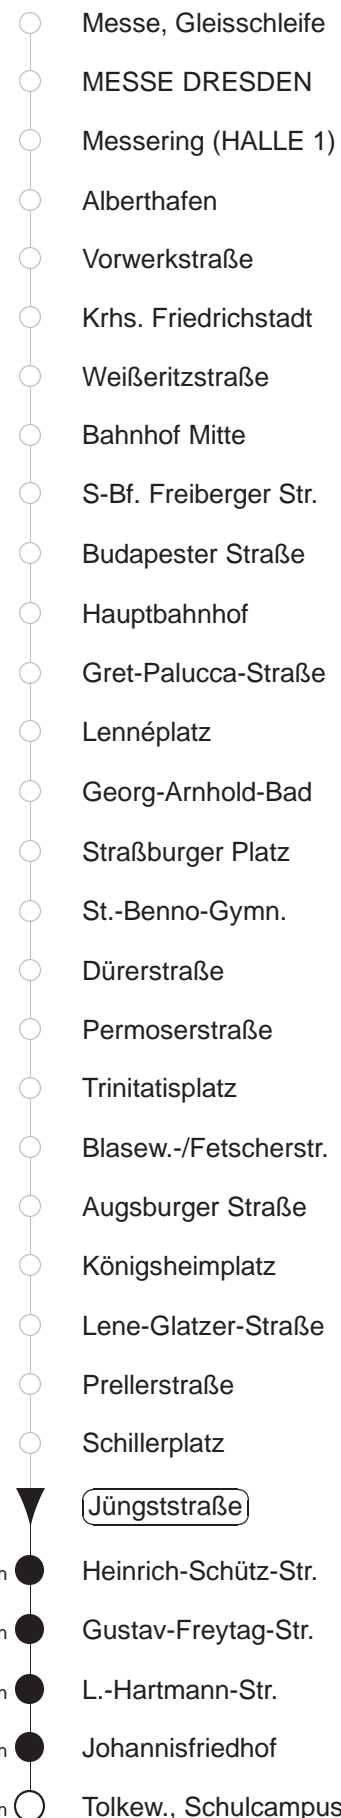 Messe, Gleisschleife
MESSE DRESDEN
Messering (HALLE 1)
Alberthafen
Vorwerkstraße
Krhs. Friedrichstadt
Weißeritzstraße
Bahnhof Mitte
S-Bf. Freiberger Str.
Budapester Straße
Hauptbahnhof
Gret-Palucca-Straße
Lennéplatz
Georg-Arnhold-Bad
Straßburger Platz
St.-Benno-Gymn.
Dürerstraße
Permoserstraße
Trinitatisplatz
Blasew.-/Fetscherstr.
Augsburger Straße
Königsheimplatz
Lene-Glatzer-Straße
Prellerstraße
Schillerplatz
Jüngststraße
Heinrich-Schütz-Str.
Gustav-Freytag-Str.
L.-Hartmann-Str.
Johannisfriedhof
Tolkew., Schulcampus